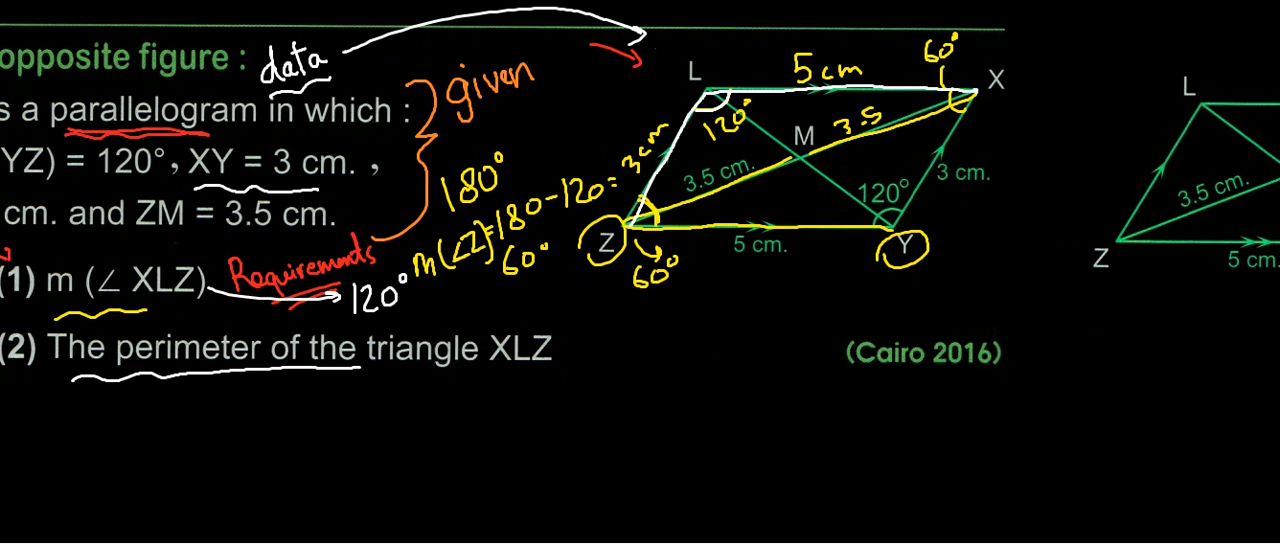 opposite figure : data
s a parallelogram in which : given
YZ) = 120°, XY = 3 cm. ,
cm. and ZM = 3.5 cm.
180°
m(∠Z)=180-120=
60°
(1) m (∠ XLZ) Requirements
120°
(2) The perimeter of the triangle XLZ
(Cairo 2016)
60°
L 5 cm X
120°
M 3.5
3 cm
3.5 cm.
120° 3 cm.
Z 5 cm. Y
60°
L
3.5 cm.
Z 5 cm.